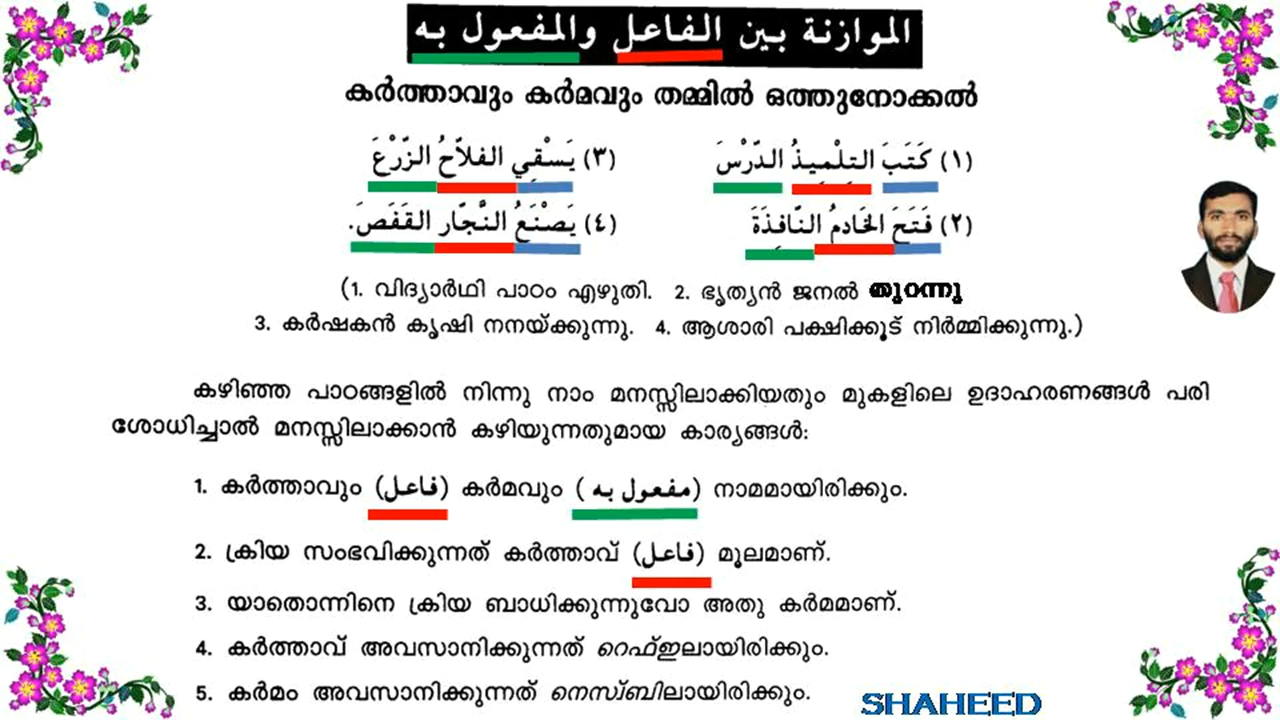 الموازنة بين الفاعل والمفعول به
കർത്താവും കർമവും തമ്മിൽ ഒത്തുനോക്കൽ
(١) كَتَبَ التِلْمِيذُ الدَّرْسَ (٣) يَسْقِي الفلاّحُ الزّرْعَ
(٢) فَتَحَ الخَادمُ النَّافِذَةَ (٤) يَصْنَعُ النَّجّار القَفَصَ.
(1. വിദ്യാർഥി പാഠം എഴുതി. 2. ഭൃത്യൻ ജനൽ തുറന്നു
3. കർഷകൻ കൃഷി നനയ്ക്കുന്നു. 4. ആശാരി പക്ഷിക്കൂട് നിർമ്മിക്കുന്നു.)
കഴിഞ്ഞ പാഠങ്ങളിൽ നിന്നു നാം മനസ്സിലാക്കിയതും മുകളിലെ ഉദാഹരണങ്ങൾ പരി
ശോധിച്ചാൽ മനസ്സിലാക്കാൻ കഴിയുന്നതുമായ കാര്യങ്ങൾ:
1. കർത്താവും (فاعل) കർമവും (مفعول به) നാമമായിരിക്കും.
2. ക്രിയ സംഭവിക്കുന്നത് കർത്താവ് (فاعل) മൂലമാണ്.
3. യാതൊന്നിനെ ക്രിയ ബാധിക്കുന്നുവോ അതു കർമമാണ്.
4. കർത്താവ് അവസാനിക്കുന്നത് റെഫ്ഇലായിരിക്കും.
5. കർമം അവസാനിക്കുന്നത് നെസ്ബിലായിരിക്കും.
SHAHEED